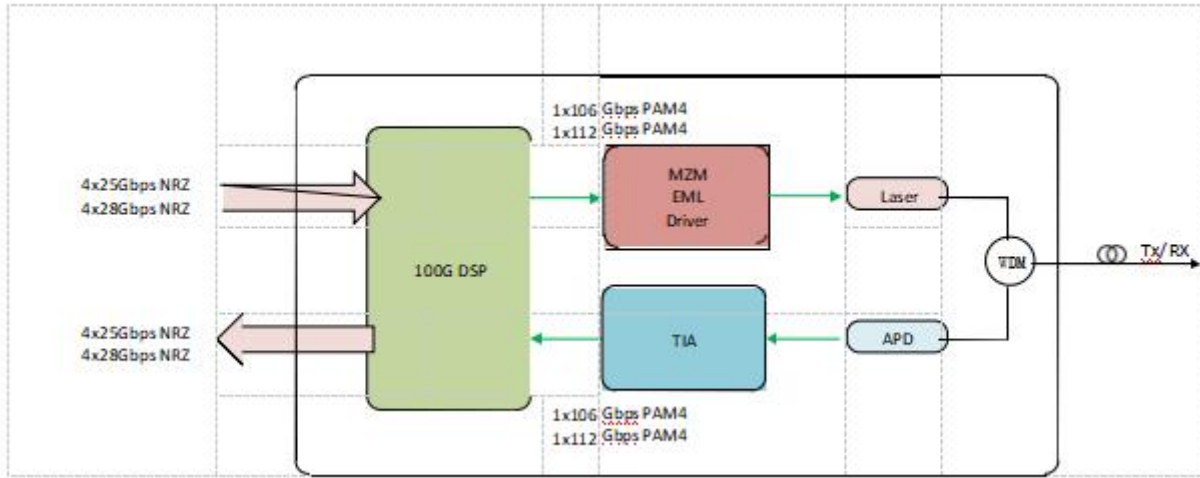 1x106 Gbps PAM4
1x112 Gbps PAM4
4x25Gbps NRZ
4x28Gbps NRZ
MZM
EML
Driver
Laser
100G DSP
WDM
Tx/RX
4x25Gbps NRZ
4x28Gbps NRZ
TIA
APD
1x106 Gbps PAM4
1x112 Gbps PAM4